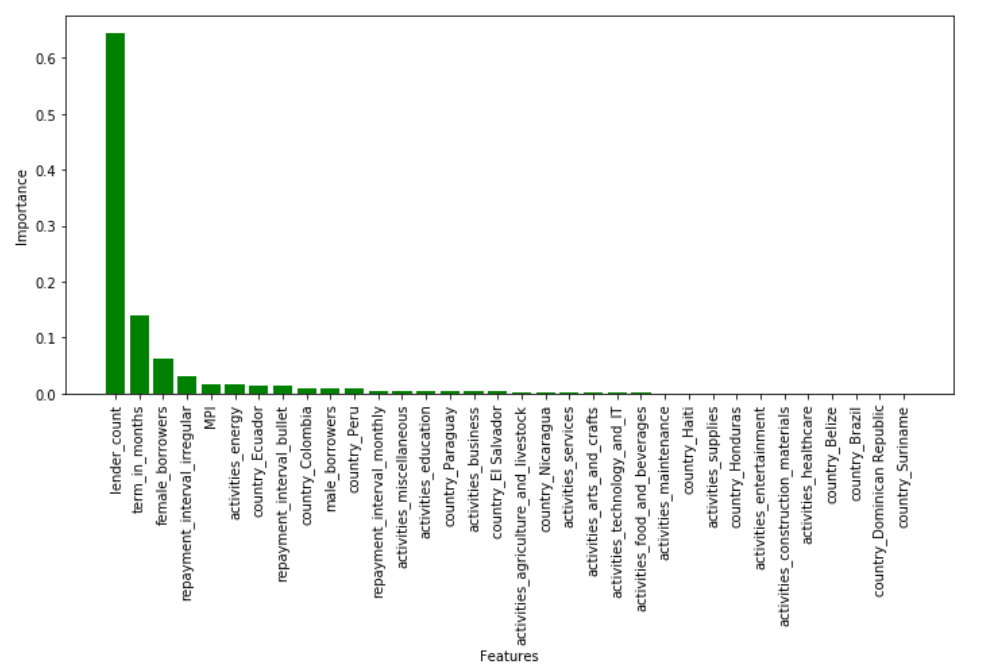 0.6
0.5
0.4
0.3
0.2
0.1
0.0
Importance
lender_count
term_in_months
female_borrowers
repayment_interval_irregular
MPI
activities_energy
country_Ecuador
repayment_interval_bullet
country_Colombia
male_borrowers
country_Peru
repayment_interval_monthly
activities_miscellaneous
activities_education
country_Paraguay
activities_business
country_El Salvador
activities_agriculture_and_livestock
country_Nicaragua
activities_services
activities_arts_and_crafts
activities_technology_and_IT
activities_food_and_beverages
activities_maintenance
country_Haiti
activities_supplies
country_Honduras
activities_entertainment
activities_construction_materials
activities_healthcare
country_Belize
country_Brazil
country_Dominican Republic
country_Suriname
Features